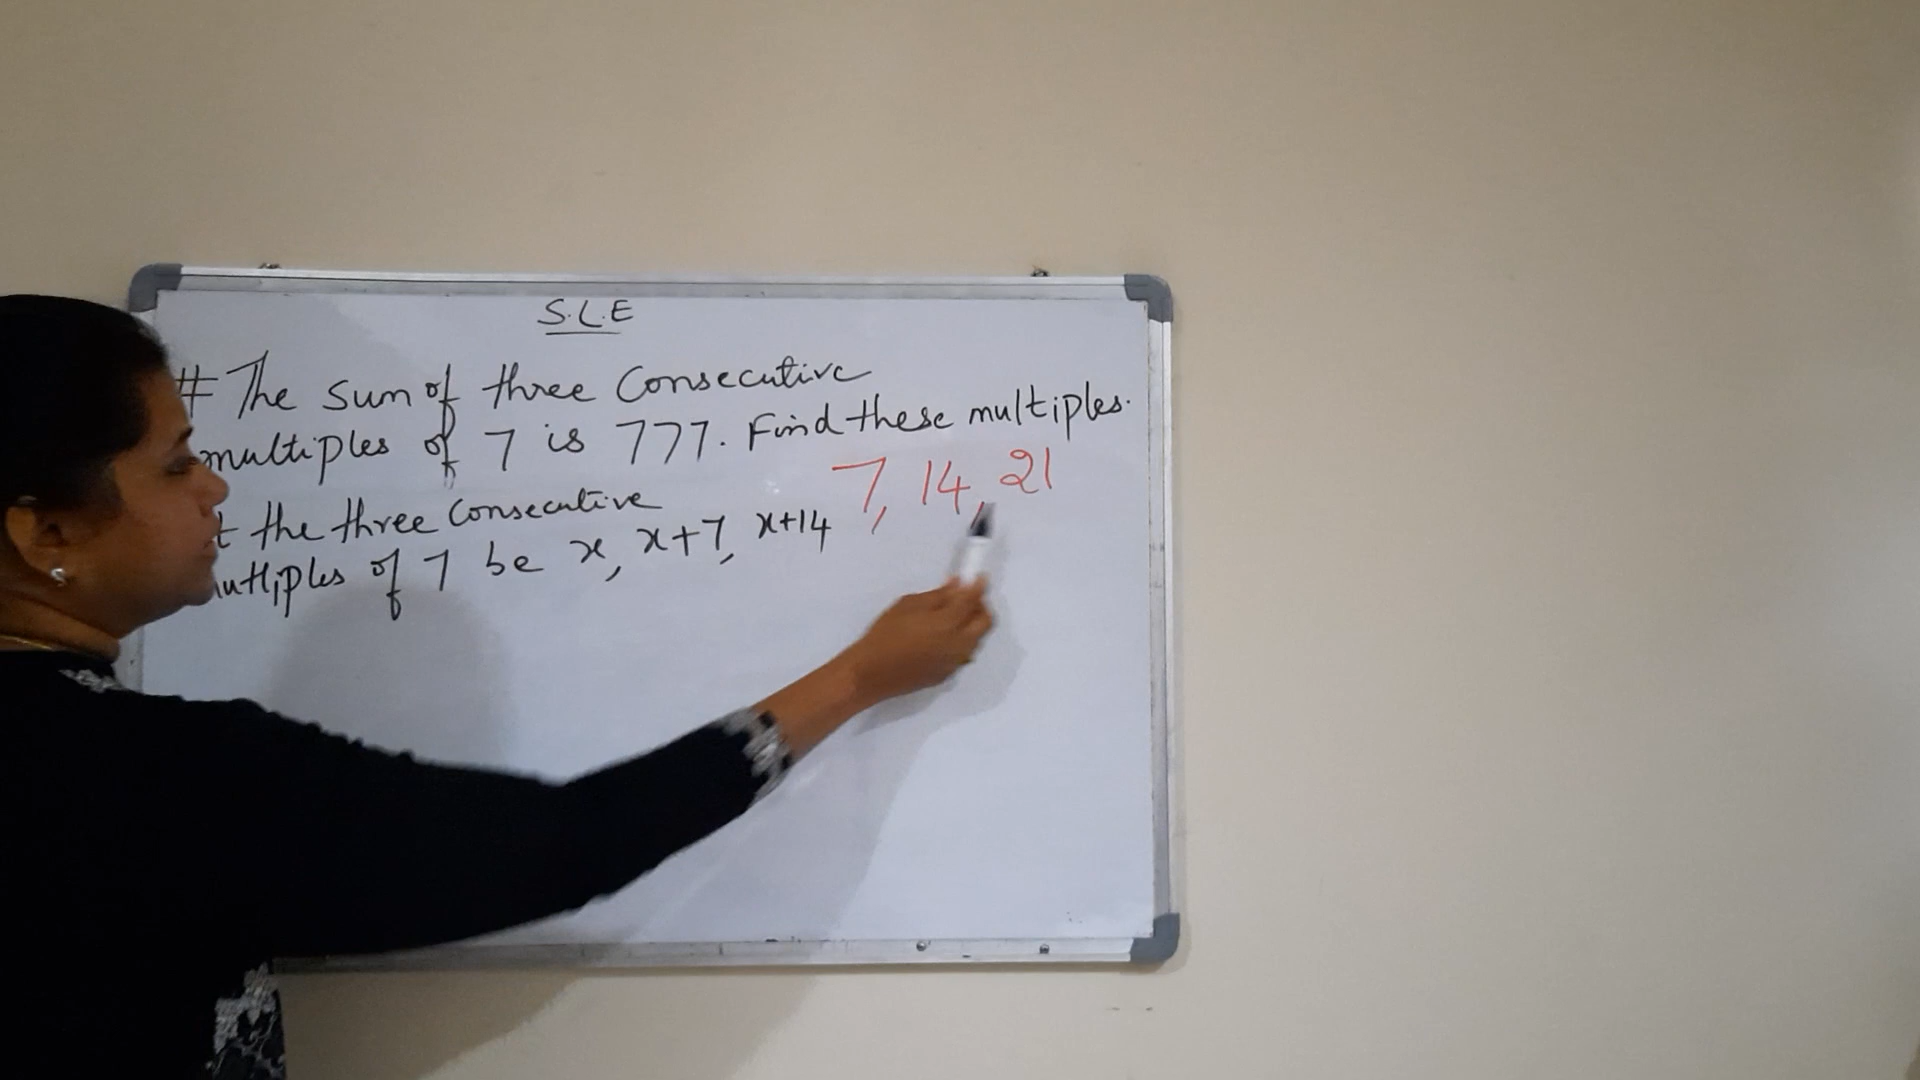 S.L.E
# The sum of three Consecutive
multiples of 7 is 777. Find these multiples.
7, 14, 21
the three Consecutive
of 7 be x, x+7, x+14